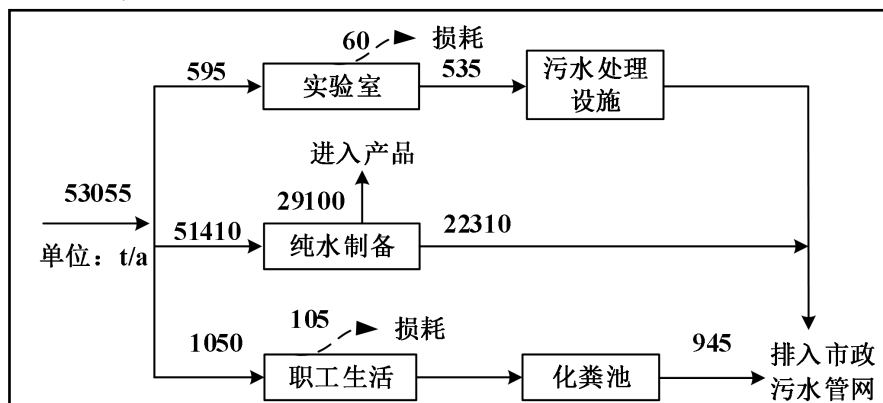 60
损耗
595
实验室
535
污水处理
设施
进入产品
53055
29100
单位：t/a
51410
纯水制备
22310
105
损耗
1050
职工生活
化粪池
945
排入市政
污水管网